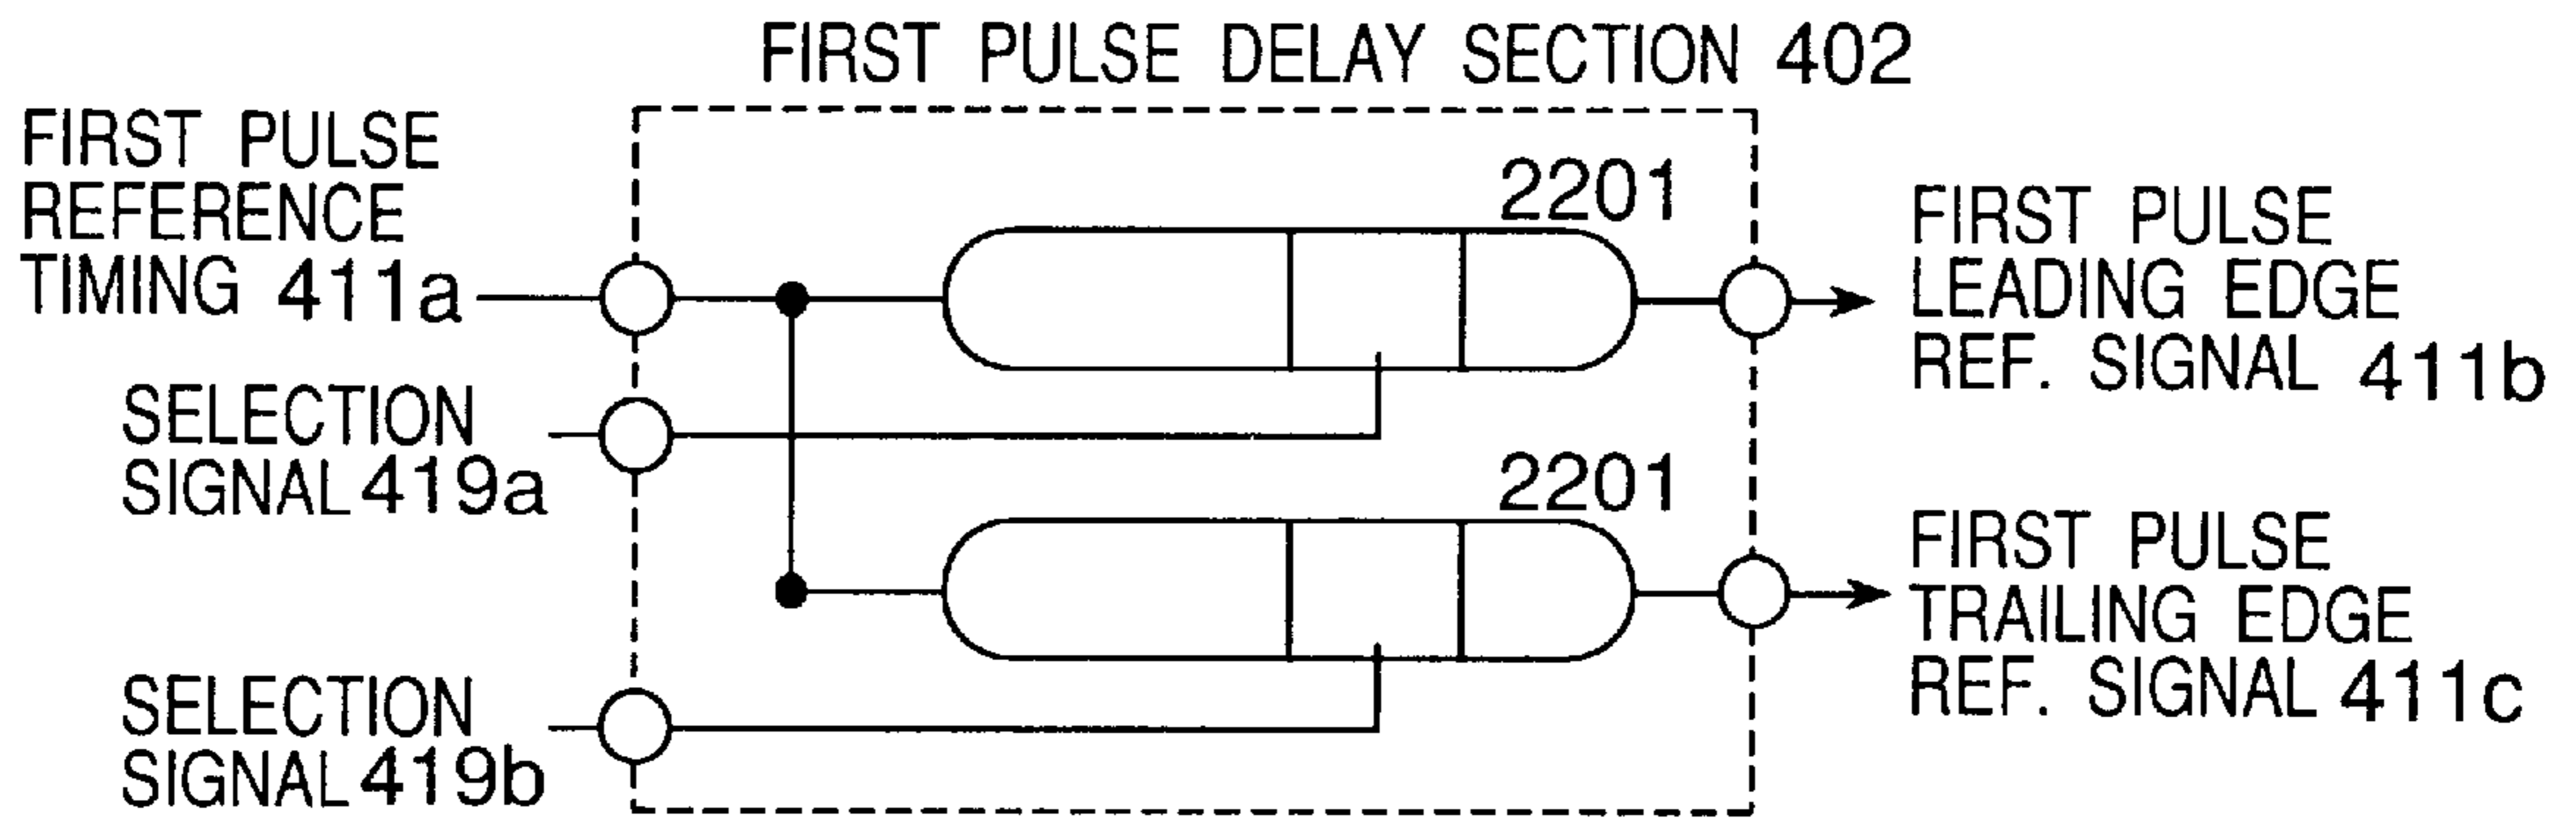 FIRST PULSE DELAY SECTION 402
FIRST PULSE
REFERENCE
TIMING 411a
SELECTION
SIGNAL 419a
SELECTION
SIGNAL 419b
2201
2201
FIRST PULSE
LEADING EDGE
REF. SIGNAL 411b
FIRST PULSE
TRAILING EDGE
REF. SIGNAL 411c